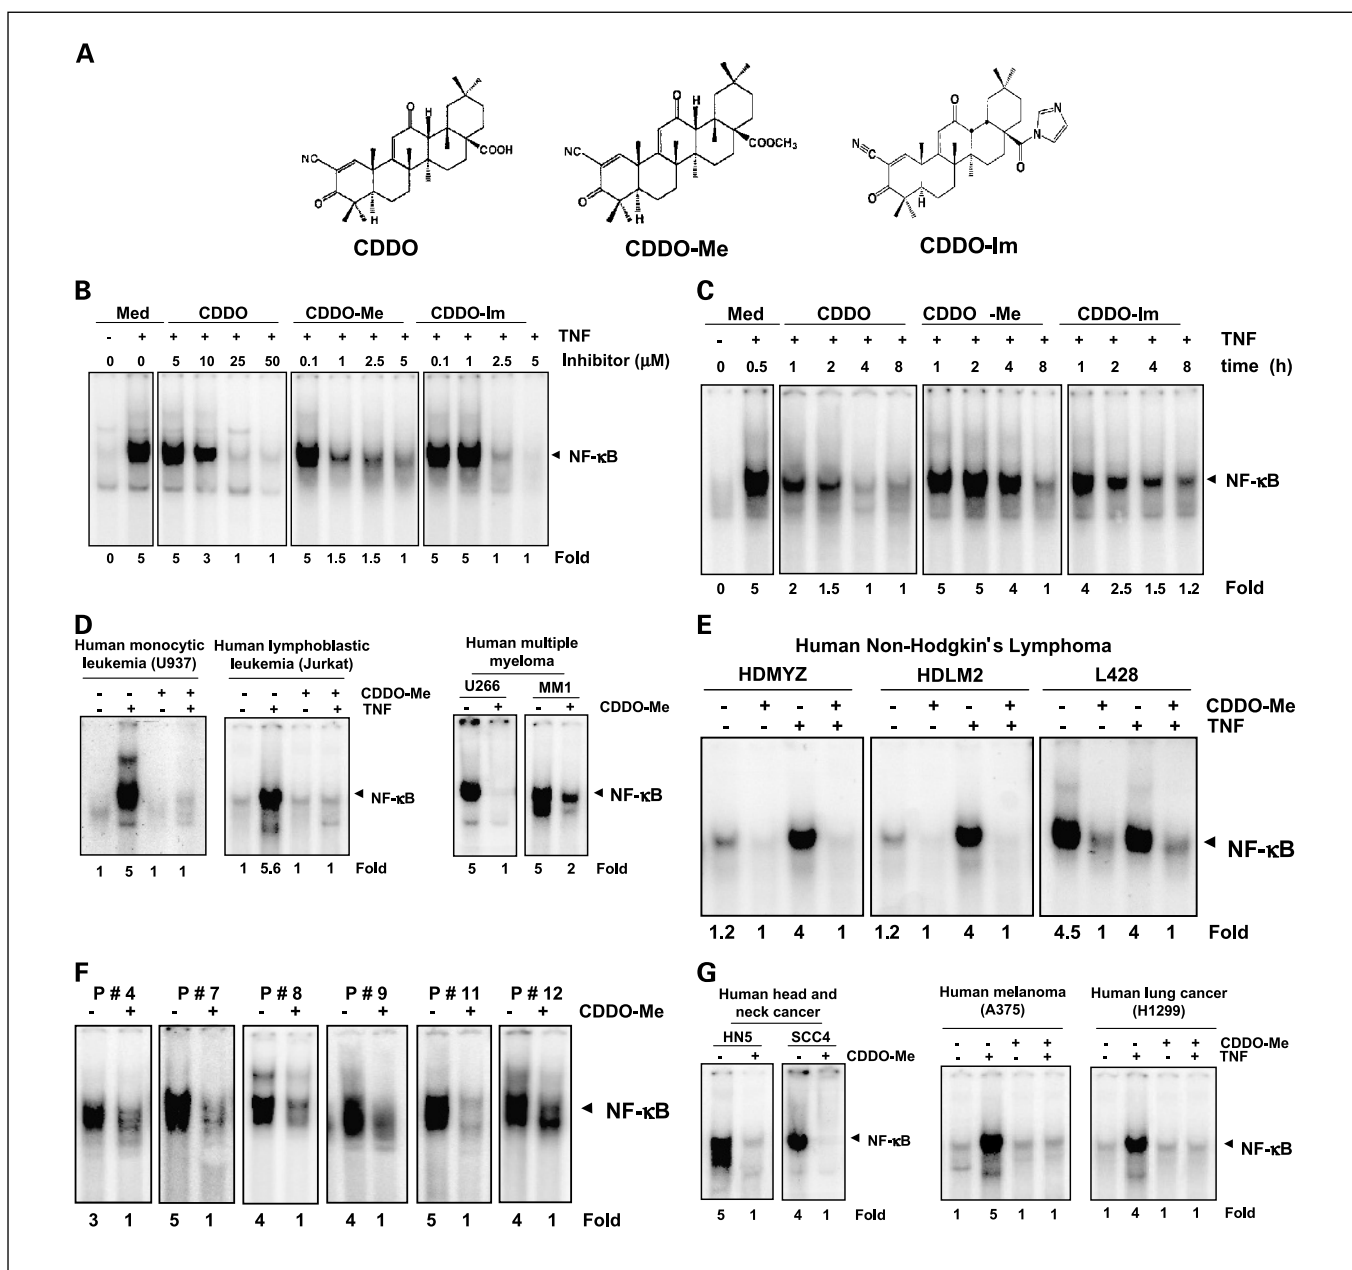 A
NC
O
O
H
H
COOH
CDDO
NC
O
O
H
H
COOCH3
CDDO-Me
N
O
O
H
N
N
O
CDDO-Im
B
Med CDDO CDDO-Me CDDO-Im
- + + + + + + + + + + + + + TNF
0 0 5 10 25 50 0.1 1 2.5 5 0.1 1 2.5 5 Inhibitor (μM)
NF-κB
0 5 5 3 1 1 5 1.5 1.5 1 5 5 1 1 Fold
C
Med CDDO CDDO -Me CDDO-Im
- + + + + + + + + + + + + + TNF
0 0.5 1 2 4 8 1 2 4 8 1 2 4 8 time (h)
NF-κB
0 5 2 1.5 1 1 5 5 4 1 4 2.5 1.5 1.2 Fold
D
Human monocytic
leukemia (U937)
Human lymphoblastic
leukemia (Jurkat)
- - + + - - + + CDDO-Me
- + - + - + - + TNF
NF-κB
1 5 1 1 1 5.6 1 1 Fold
Human multiple
myeloma
U266 MM1
- + - + CDDO-Me
NF-κB
5 1 5 2 Fold
E
Human Non-Hodgkin's Lymphoma
HDMYZ HDLM2 L428
- + - + - + - + - + - + CDDO-Me
- - + + - - + + - - + + TNF
NF-κB
1.2 1 4 1 1.2 1 4 1 4.5 1 4 1 Fold
F
P # 4 P # 7 P # 8 P # 9 P # 11 P # 12
- + - + - + - + - + - + CDDO-Me
NF-κB
3 1 5 1 4 1 4 1 5 1 4 1 Fold
G
Human head and
neck cancer
HN5 SCC4
- + - + CDDO-Me
NF-κB
5 1 4 1 Fold
Human melanoma
(A375)
Human lung cancer
(H1299)
- - + + - - + + CDDO-Me
- + - + - + - + TNF
NF-κB
1 5 1 1 1 4 1 1 Fold